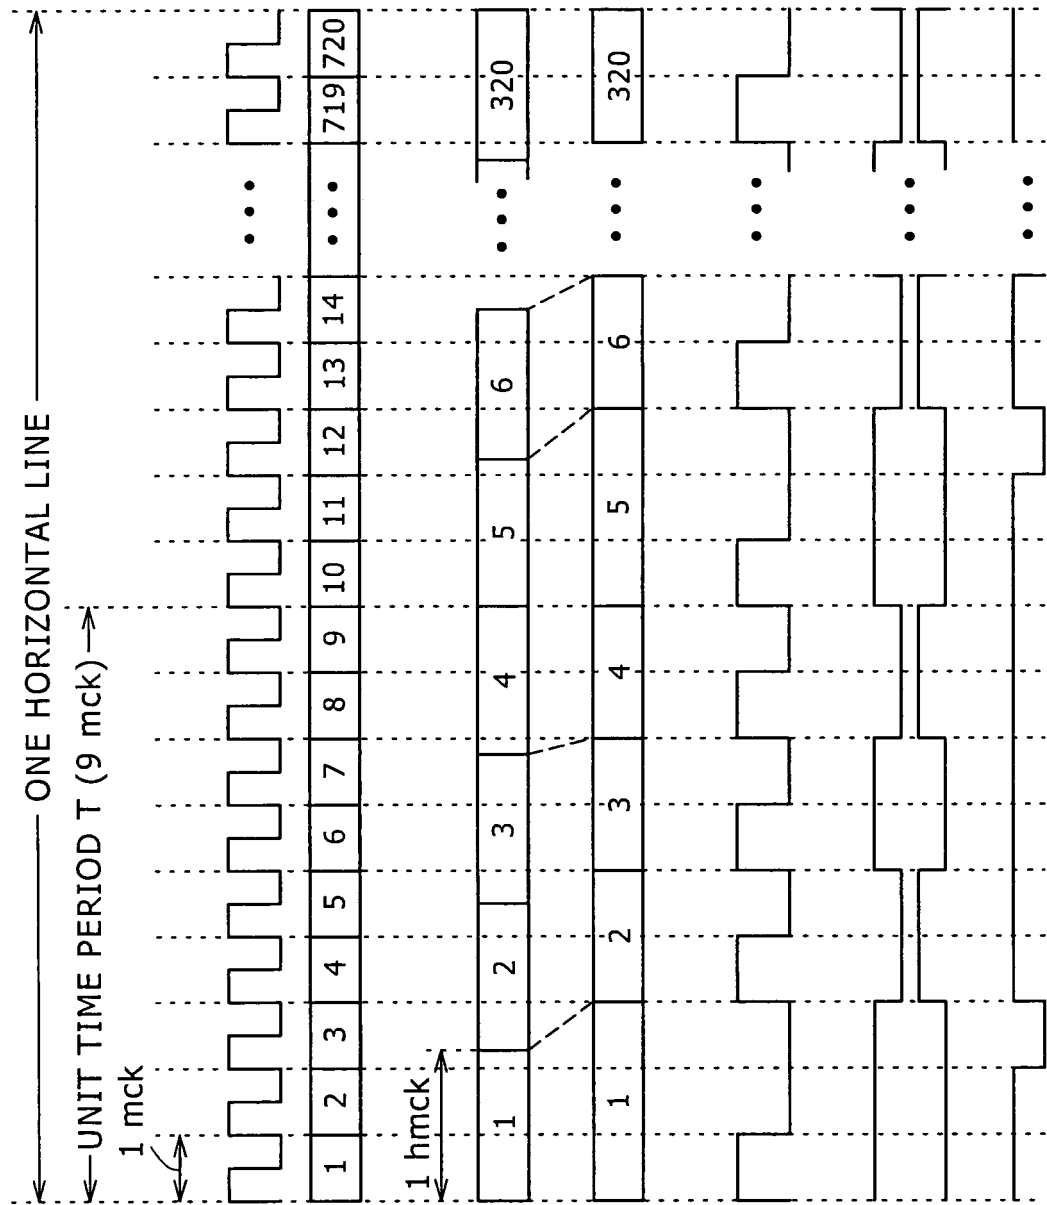 ONE HORIZONTAL LINE
UNIT TIME PERIOD T (9 mck)
1 mck
1 2 3 4 5 6 7 8 9 10 11 12 13 14 ••• 719 720
1 hmck
1 2 3 4 5 6 ••• 320
1 2 3 4 5 6 ••• 320